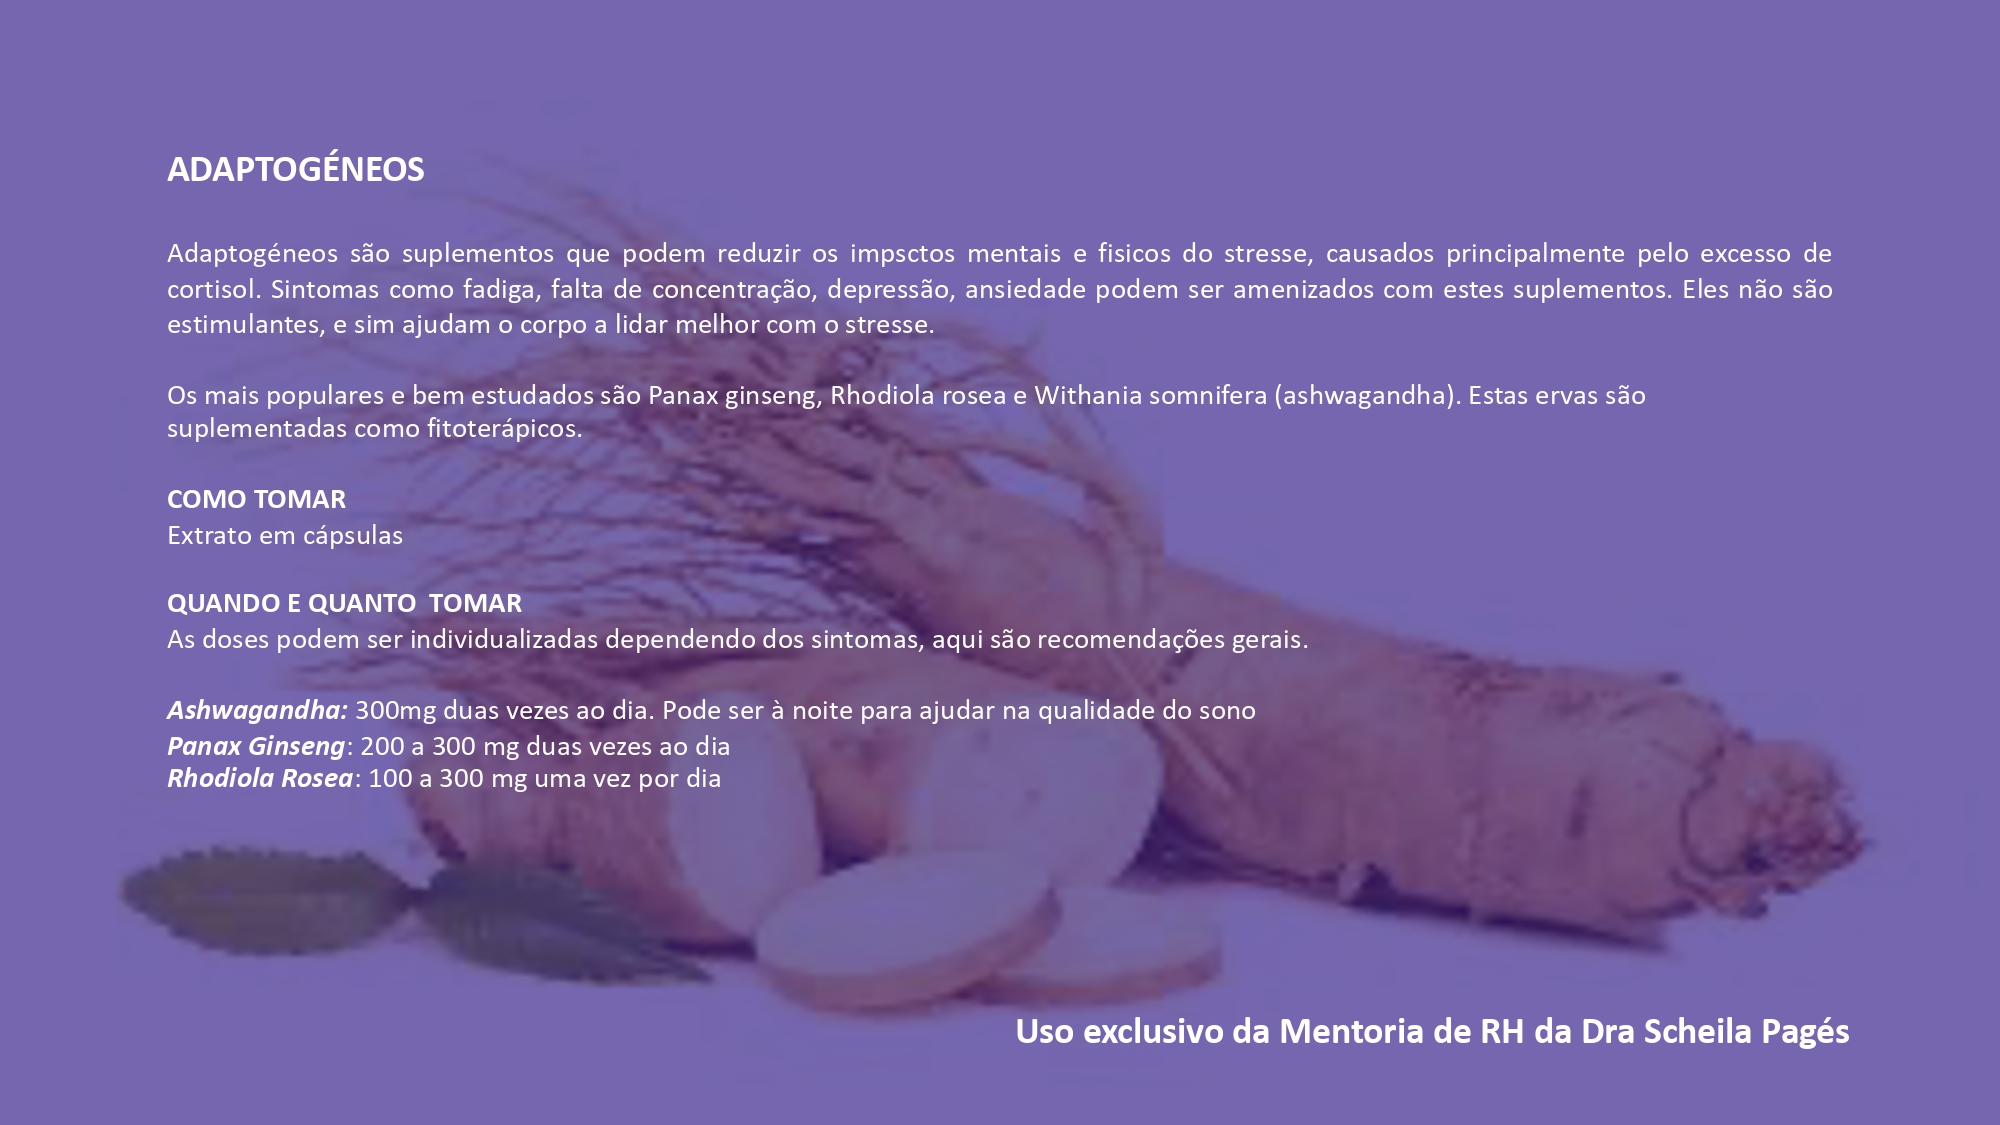 ADAPTOGÉNEOS
Adaptogéneos são suplementos que podem reduzir os impsctos mentais e fisicos do stresse, causados principalmente pelo excesso de
cortisol. Sintomas como fadiga, falta de concentração, depressão, ansiedade podem ser amenizados com estes suplementos. Eles não são
estimulantes, e sim ajudam o corpo a lidar melhor com o stresse.
Os mais populares e bem estudados são Panax ginseng, Rhodiola rosea e Withania somnifera (ashwagandha). Estas ervas são
suplementadas como fitoterápicos.
COMO TOMAR
Extrato em cápsulas
QUANDO E QUANTO  TOMAR
As doses podem ser individualizadas dependendo dos sintomas, aqui são recomendações gerais.
Ashwagandha: 300mg duas vezes ao dia. Pode ser à noite para ajudar na qualidade do sono
Panax Ginseng: 200 a 300 mg duas vezes ao dia
Rhodiola Rosea: 100 a 300 mg uma vez por dia
Uso exclusivo da Mentoria de RH da Dra Scheila Pagés